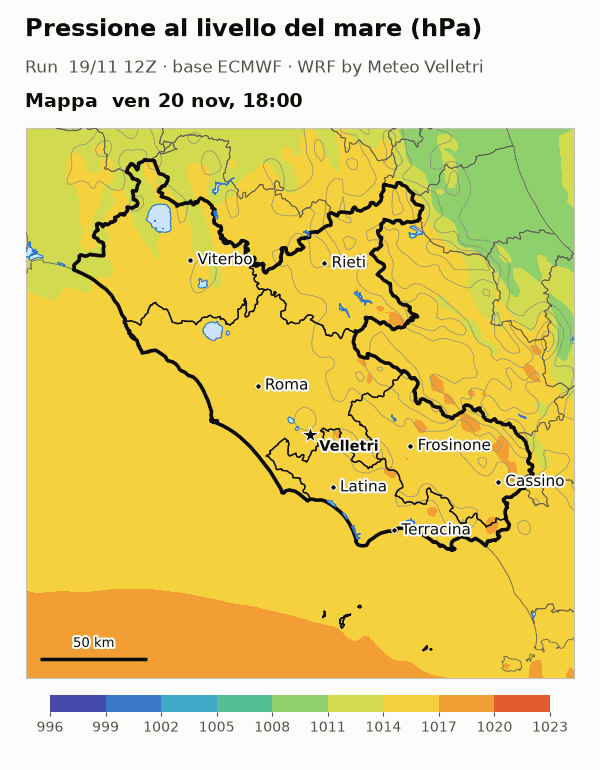 Pressione al livello del mare (hPa)
Run  19/11 12Z · base ECMWF · WRF by Meteo Velletri
Mappa  ven 20 nov, 18:00
Viterbo
Rieti
Roma
Velletri
Frosinone
Cassino
Latina
Terracina
50 km
996 999 1002 1005 1008 1011 1014 1017 1020 1023